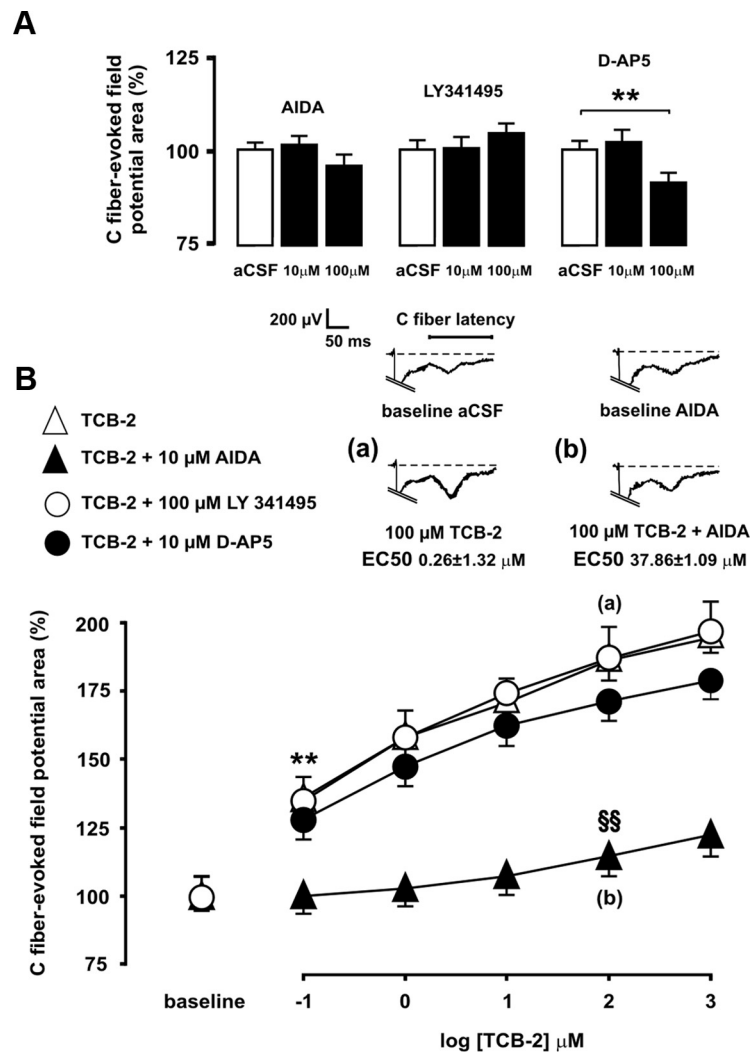 A
C fiber-evoked field
potential area (%)
125
100
75
AIDA
LY341495
D-AP5
**
aCSF 10µM 100µM
aCSF 10µM 100µM
aCSF 10µM 100µM
200 µV
50 ms
C fiber latency
baseline aCSF
baseline AIDA
B
TCB-2
TCB-2 + 10 µM AIDA
TCB-2 + 100 µM LY 341495
TCB-2 + 10 µM D-AP5
(a)
100 µM TCB-2
EC50 0.26±1.32 µM
(b)
100 µM TCB-2 + AIDA
EC50 37.86±1.09 µM
C fiber-evoked field potential area (%)
200
175
150
125
100
75
**
(a)
§§
(b)
baseline
-1 0 1 2 3
log [TCB-2] µM